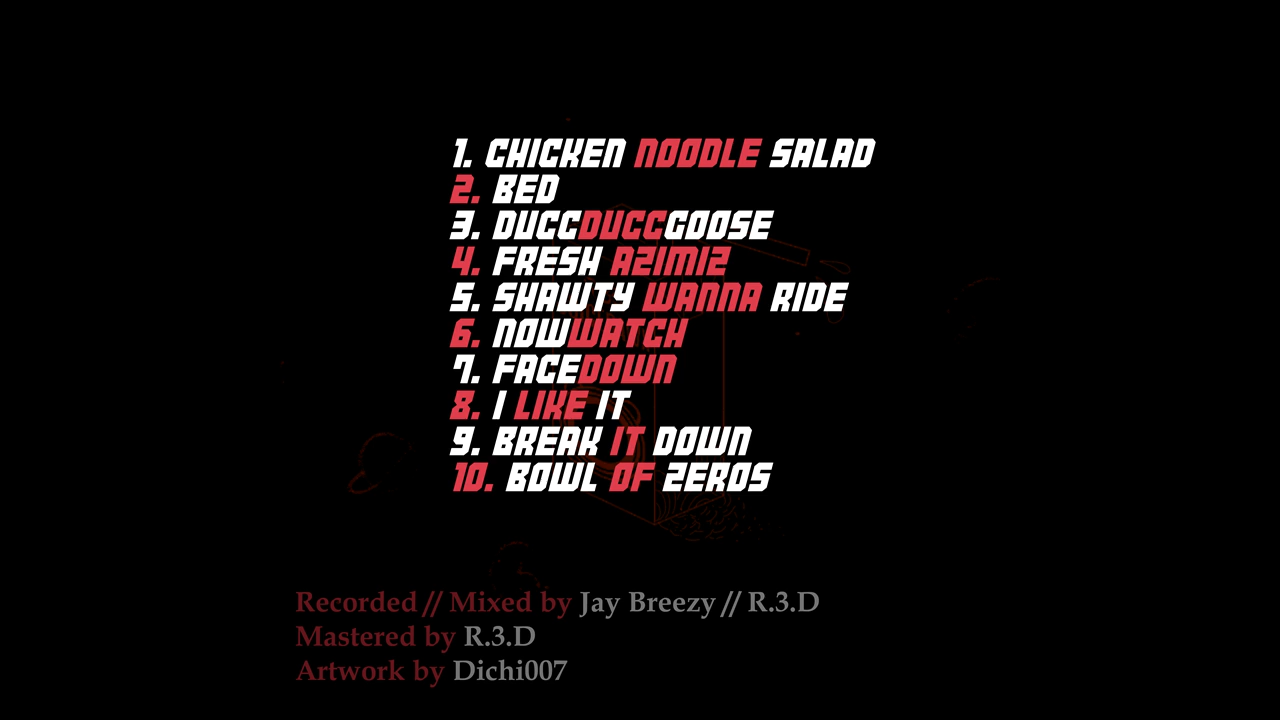 1. CHICKEN NOODLE SALAD
2. BED
3. DUCCDUCCGOOSE
4. FRESH AZIMIZ
5. SHAWTY WANNA RIDE
6. NOWWATCH
7. FACEDOWN
8. I LIKE IT
9. BREAK IT DOWN
10. BOWL OF ZEROS
Recorded // Mixed by Jay Breezy // R.3.D
Mastered by R.3.D
Artwork by Dichi007